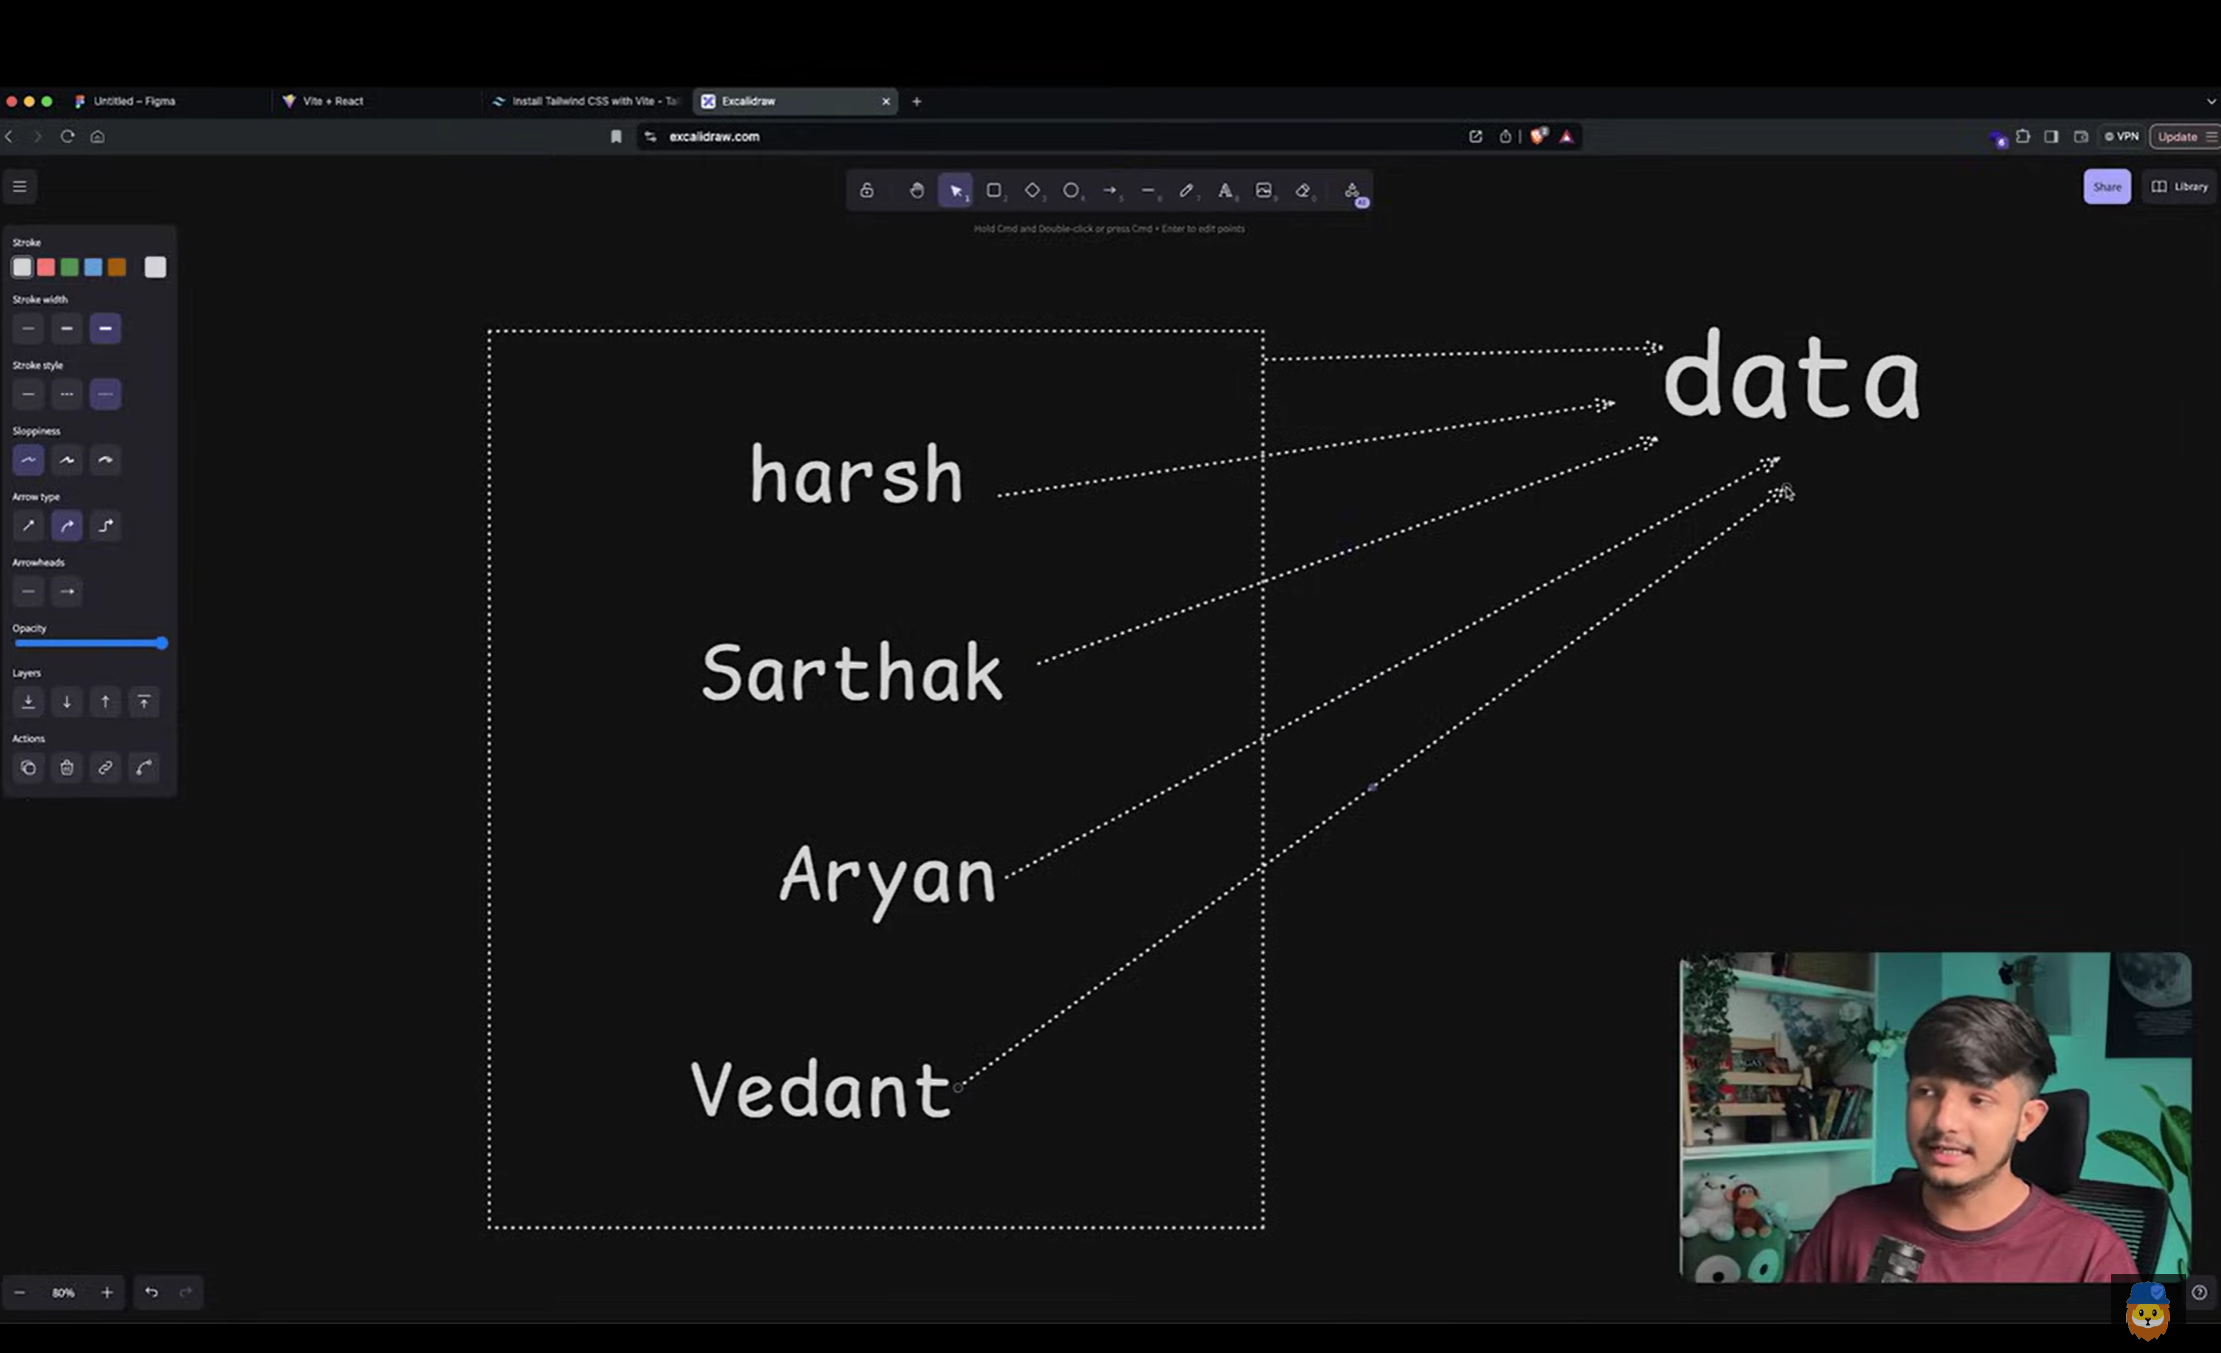 Untitled – Figma
Vite + React
Install Tailwind CSS with Vite - Tai
Excalidraw
excalidraw.com
VPN
Update
Share
Library
Hold Cmd and Double-click or press Cmd + Enter to edit points
Stroke
Stroke width
Stroke style
Sloppiness
Arrow type
Arrowheads
Opacity
Layers
Actions
data
harsh
Sarthak
Aryan
Vedant
80%